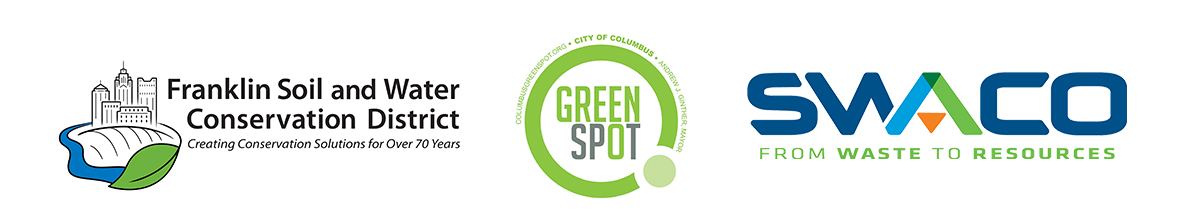 Franklin Soil and Water
Conservation District
Creating Conservation Solutions for Over 70 Years
COLUMBUSGREENSPOT.ORG • CITY OF COLUMBUS • ANDREW J. GINTHER, MAYOR
GREEN
SPOT
SWACO
FROM WASTE TO RESOURCES